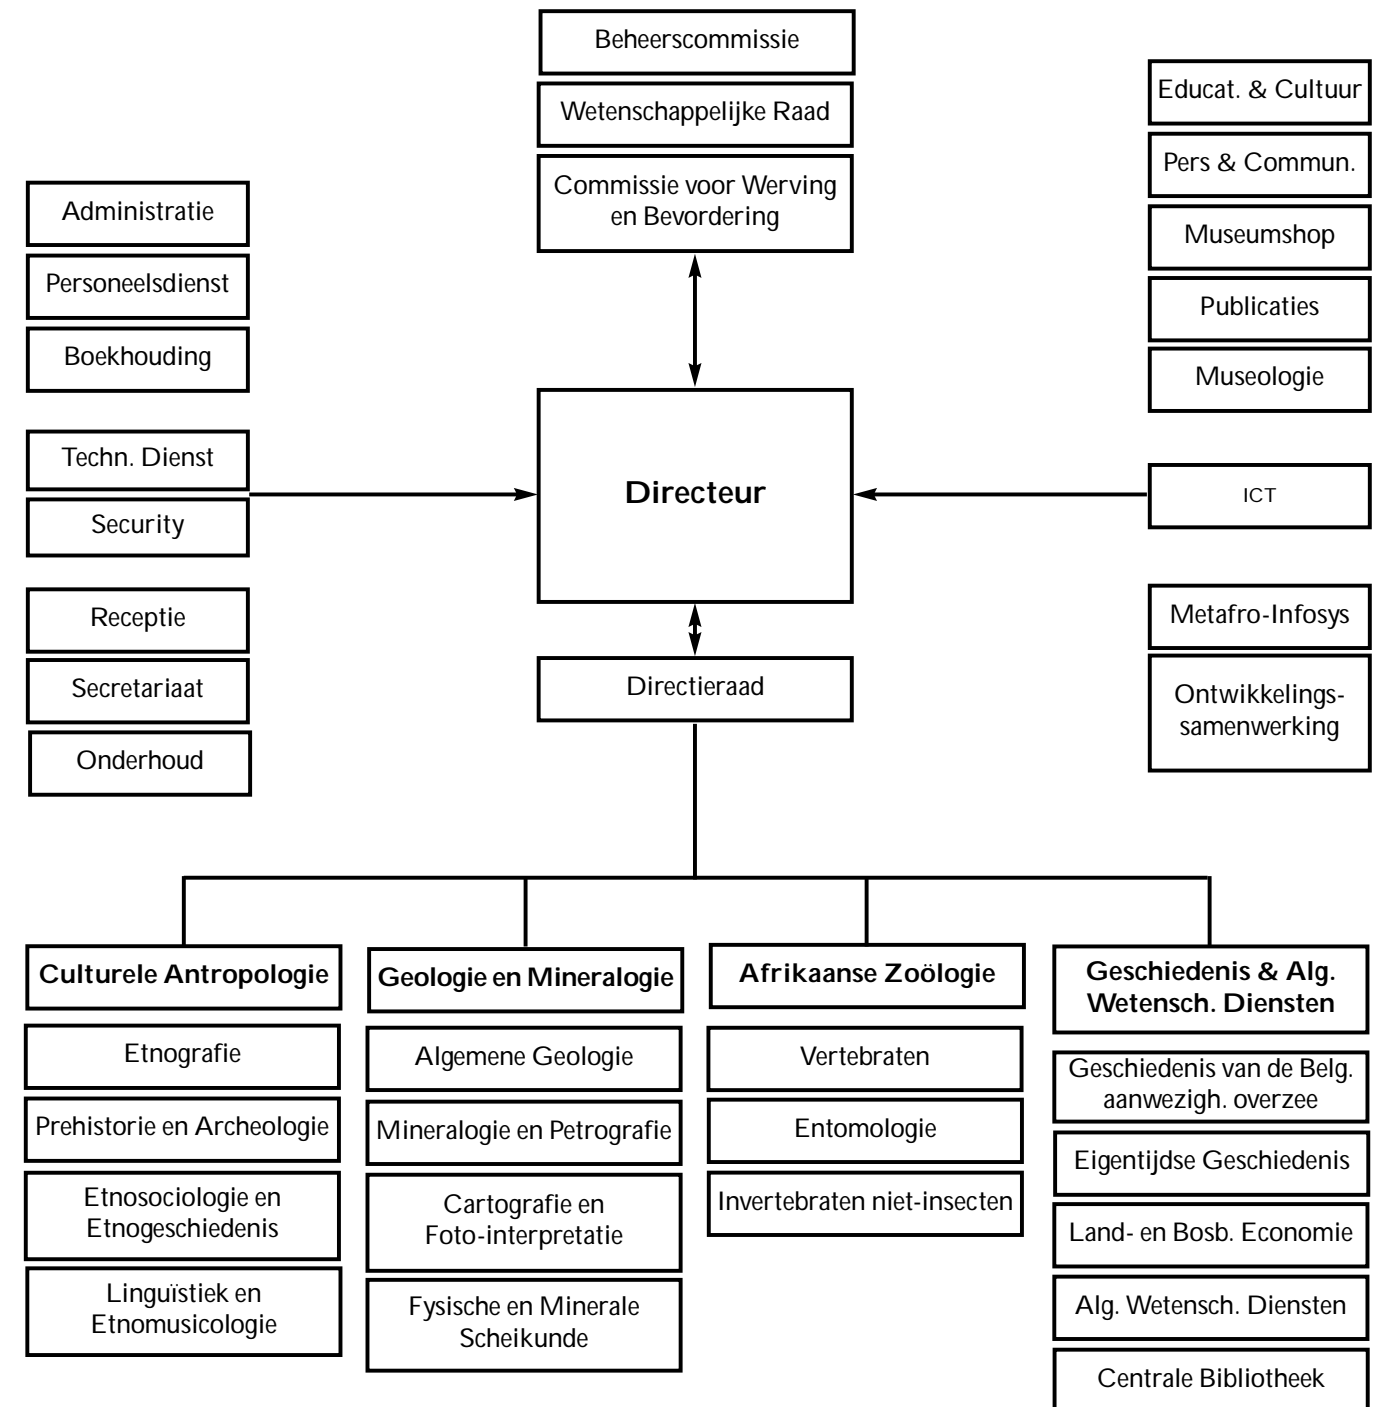 Beheerscommissie
Wetenschappelijke Raad
Commissie voor Werving
en Bevordering
Educat. & Cultuur
Pers & Commun.
Museumshop
Publicaties
Museologie
Administratie
Personeelsdienst
Boekhouding
Techn. Dienst
Security
Directeur
ICT
Receptie
Secretariaat
Onderhoud
Directieraad
Metafro-Infosys
Ontwikkelings-
samenwerking
Culturele Antropologie
Etnografie
Prehistorie en Archeologie
Etnosociologie en
Etnogeschiedenis
Linguïstiek en
Etnomusicologie
Geologie en Mineralogie
Algemene Geologie
Mineralogie en Petrografie
Cartografie en
Foto-interpretatie
Fysische en Minerale
Scheikunde
Afrikaanse Zoölogie
Vertebraten
Entomologie
Invertebraten niet-insecten
Geschiedenis & Alg.
Wetensch. Diensten
Geschiedenis van de Belg.
aanwezigh. overzee
Eigentijdse Geschiedenis
Land- en Bosb. Economie
Alg. Wetensch. Diensten
Centrale Bibliotheek